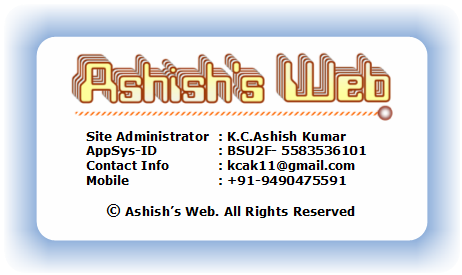 Ashish's Web
Site Administrator : K.C.Ashish Kumar
AppSys-ID : BSU2F- 5583536101
Contact Info : kcak11@gmail.com
Mobile : +91-9490475591
© Ashish’s Web. All Rights Reserved